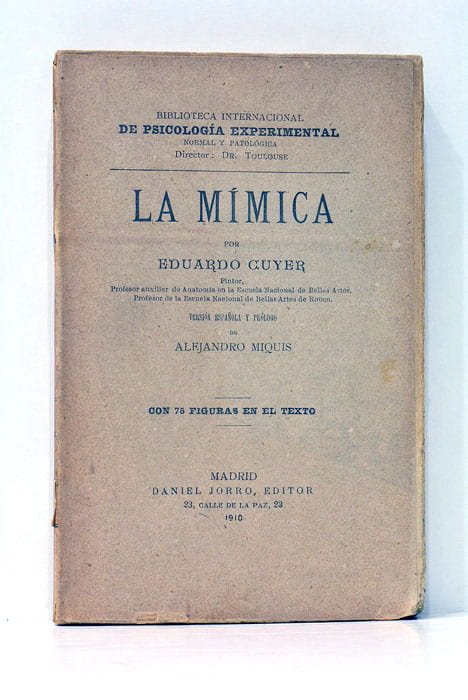 BIBLIOTECA INTERNACIONAL
DE PSICOLOGÍA EXPERIMENTAL
NORMAL Y PATOLÓGICA
Director: DR. TOULOUSE
LA MÍMICA
POR
EDUARDO CUYER
Pintor,
Profesor auxiliar de Anatomía en la Escuela Nacional de Bellas Artes,
Profesor de la Escuela Nacional de Bellas Artes de Rouen.
VERSIÓN ESPAÑOLA Y PRÓLOGO
DE
ALEJANDRO MIQUIS
CON 75 FIGURAS EN EL TEXTO
MADRID
DANIEL JORRO, EDITOR
23, CALLE DE LA PAZ, 23
1910